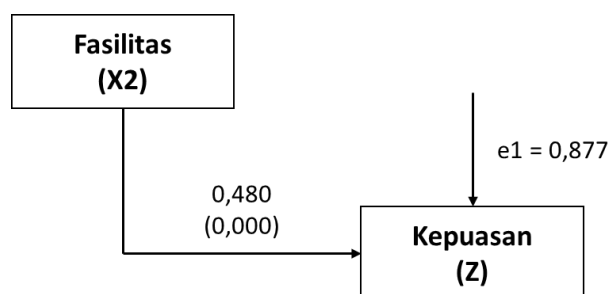 Fasilitas
(X2)
e1 = 0,877
0,480
(0,000)
Kepuasan
(Z)